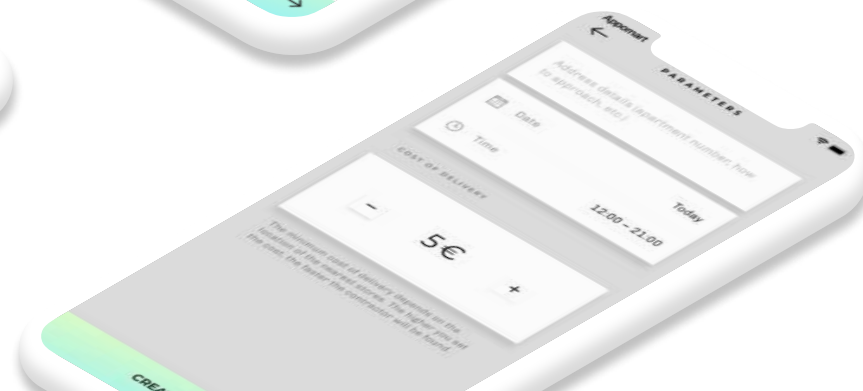 Appomart
PARAMETERS
Address details (apartment number, how
to approach, etc.)
Date
Today
Time
12:00 - 21:00
COST OF DELIVERY
-
5€
+
The minimum cost of delivery depends on the
location of the nearest stores. The higher you set
the cost, the faster the contractor will be found.
CREA